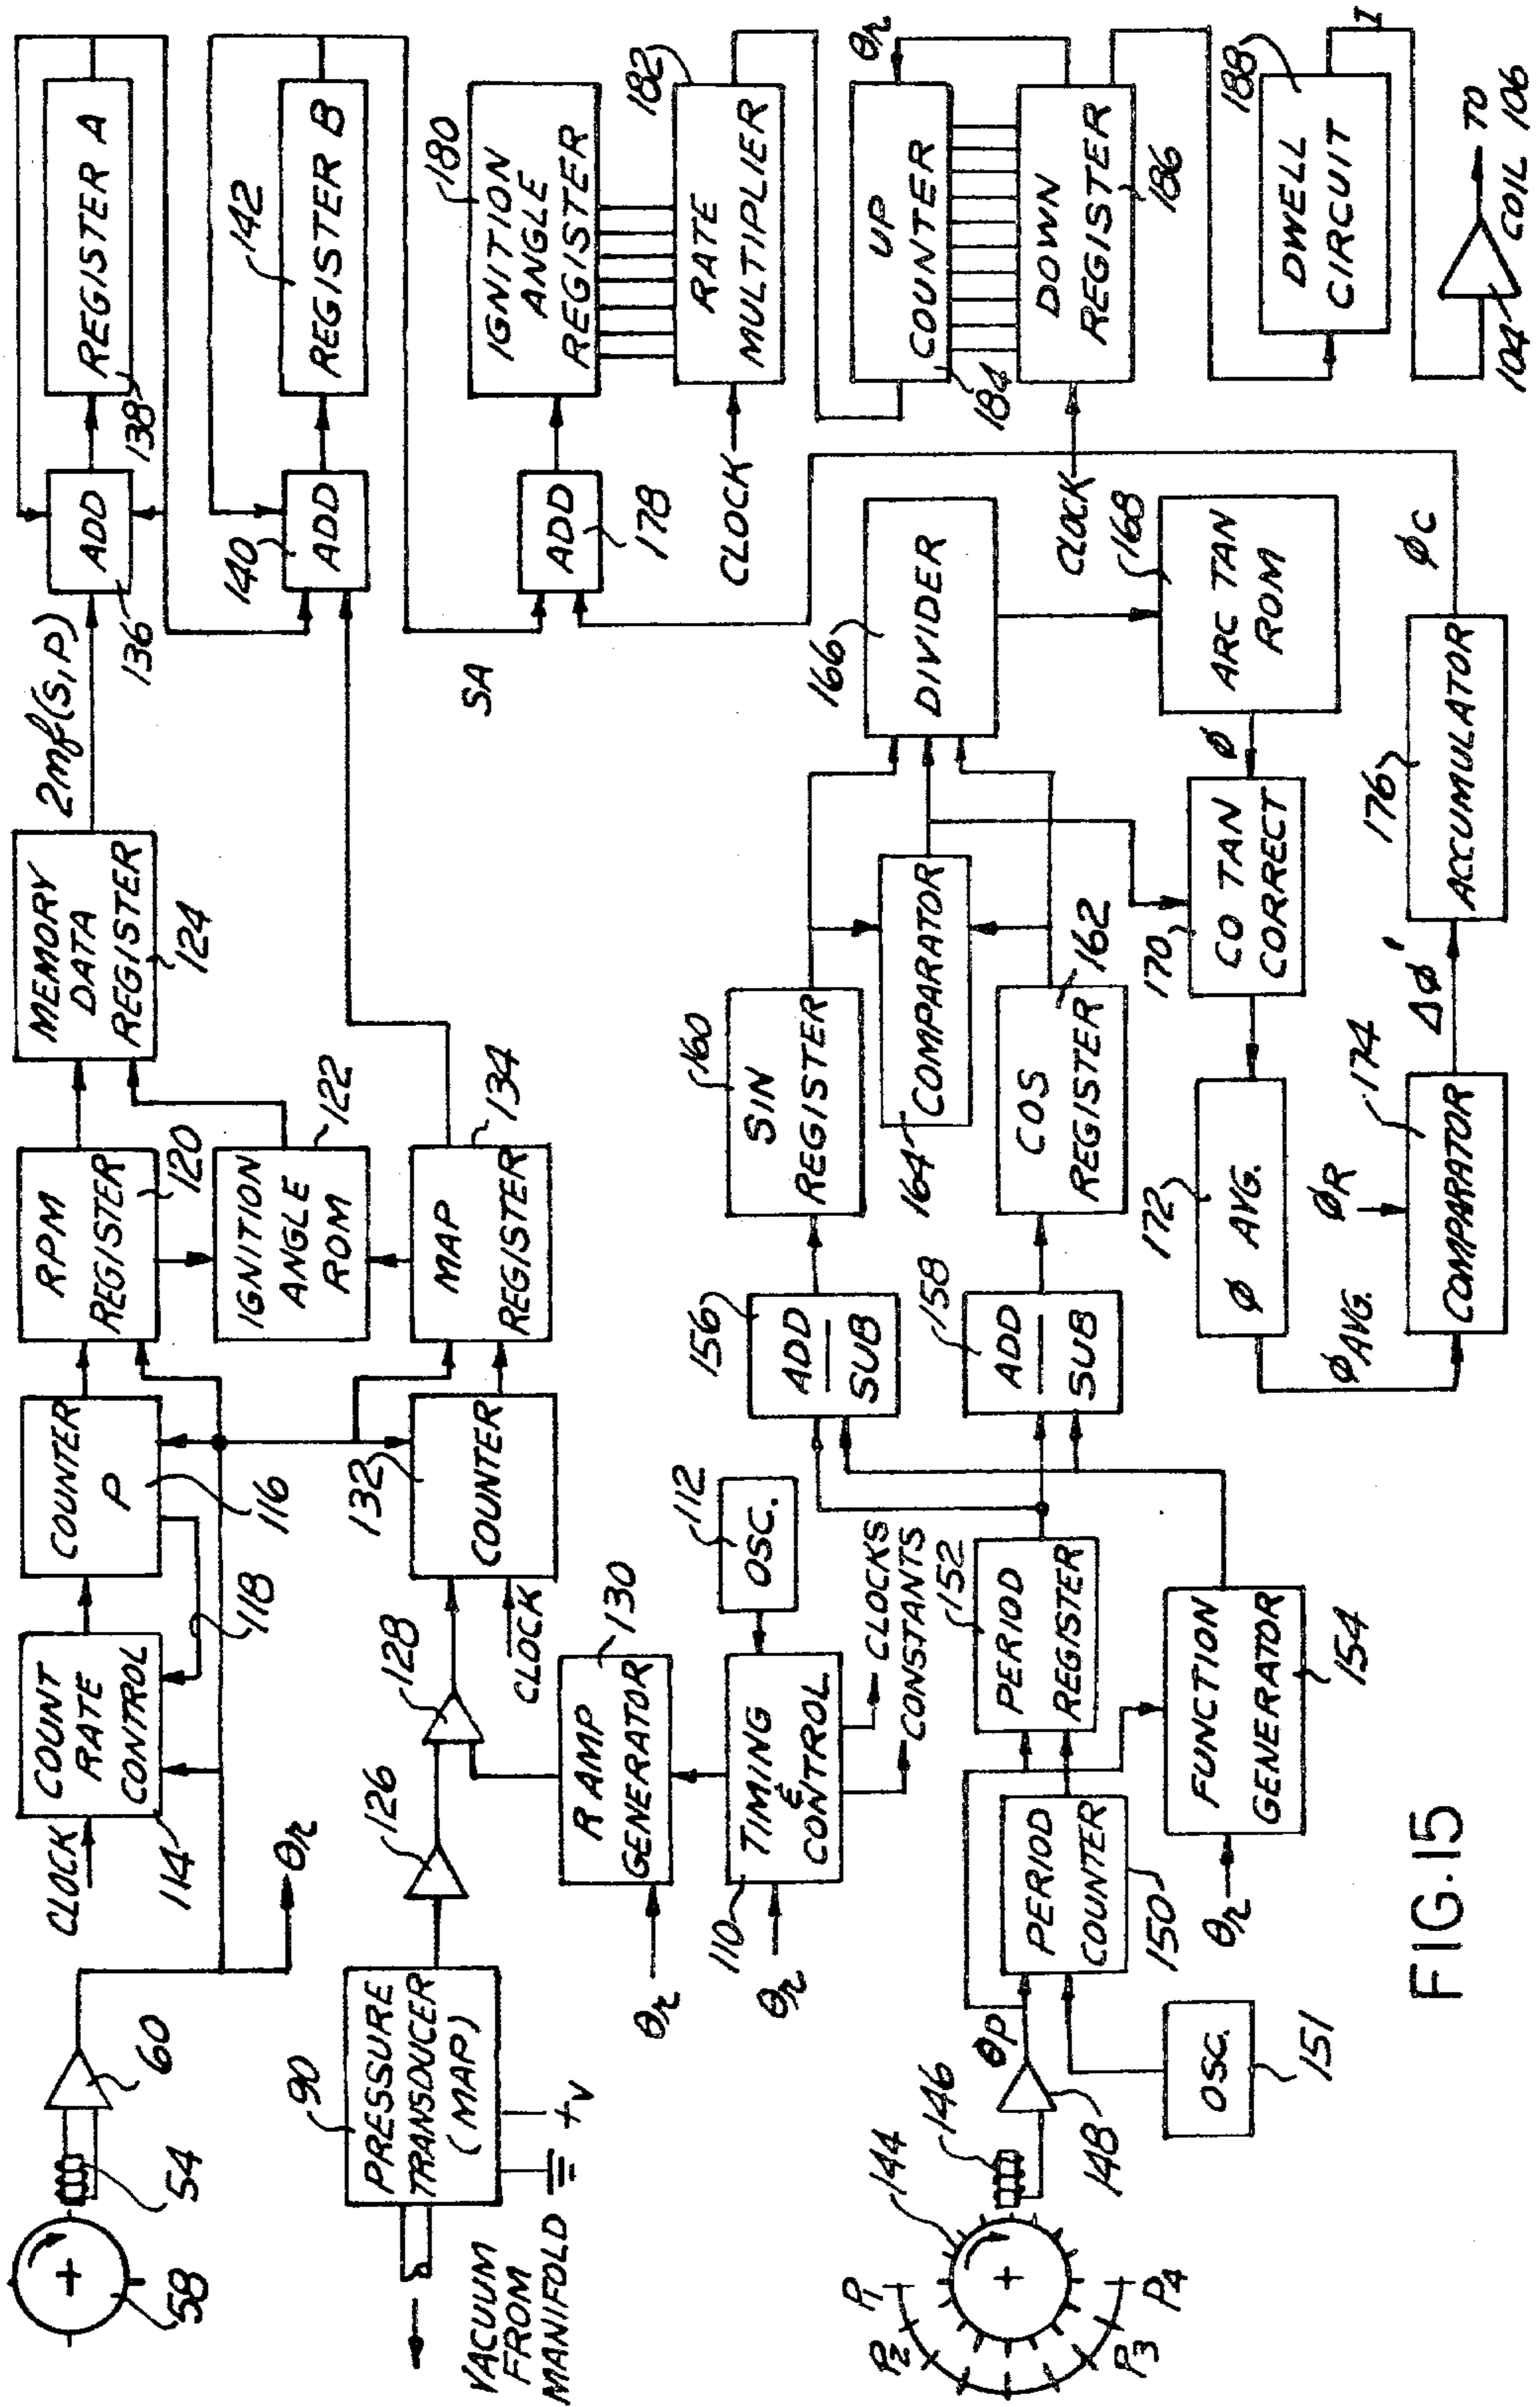 58
54
60
θr
CLOCK
COUNT
RATE
CONTROL
114
118
COUNTER
P
116
RPM
REGISTER
120
IGNITION
ANGLE
ROM
122
MEMORY
DATA
REGISTER
124
2mf(S,P)
ADD
136
REGISTER A
138
VACUUM
FROM
MANIFOLD
90
PRESSURE
TRANSDUCER
(MAP)
+V
126
128
132
COUNTER
CLOCK
MAP
REGISTER
134
140
ADD
142
REGISTER B
θr
RAMP
GENERATOR
130
θr
110
TIMING
&
CONTROL
112
OSC.
CLOCKS
CONSTANTS
SA
ADD
178
180
IGNITION
ANGLE
REGISTER
CLOCK
RATE
MULTIPLIER
182
θr
UP
COUNTER
184
CLOCK
DOWN
REGISTER
186
DWELL
CIRCUIT
188
I
104
TO
COIL 106
P1
P2
P3
P4
144
146
148
θP
PERIOD
COUNTER
150
OSC.
151
152
PERIOD
REGISTER
θr
FUNCTION
GENERATOR
154
156
ADD
SUB
158
ADD
SUB
160
SIN
REGISTER
164
COMPARATOR
COS
REGISTER
162
166
DIVIDER
168
ARC TAN
ROM
φ
170
CO TAN
CORRECT
172
φ AVG.
φAVG.
φR
COMPARATOR
174
Δφ'
176
ACCUMULATOR
φC
FIG.15